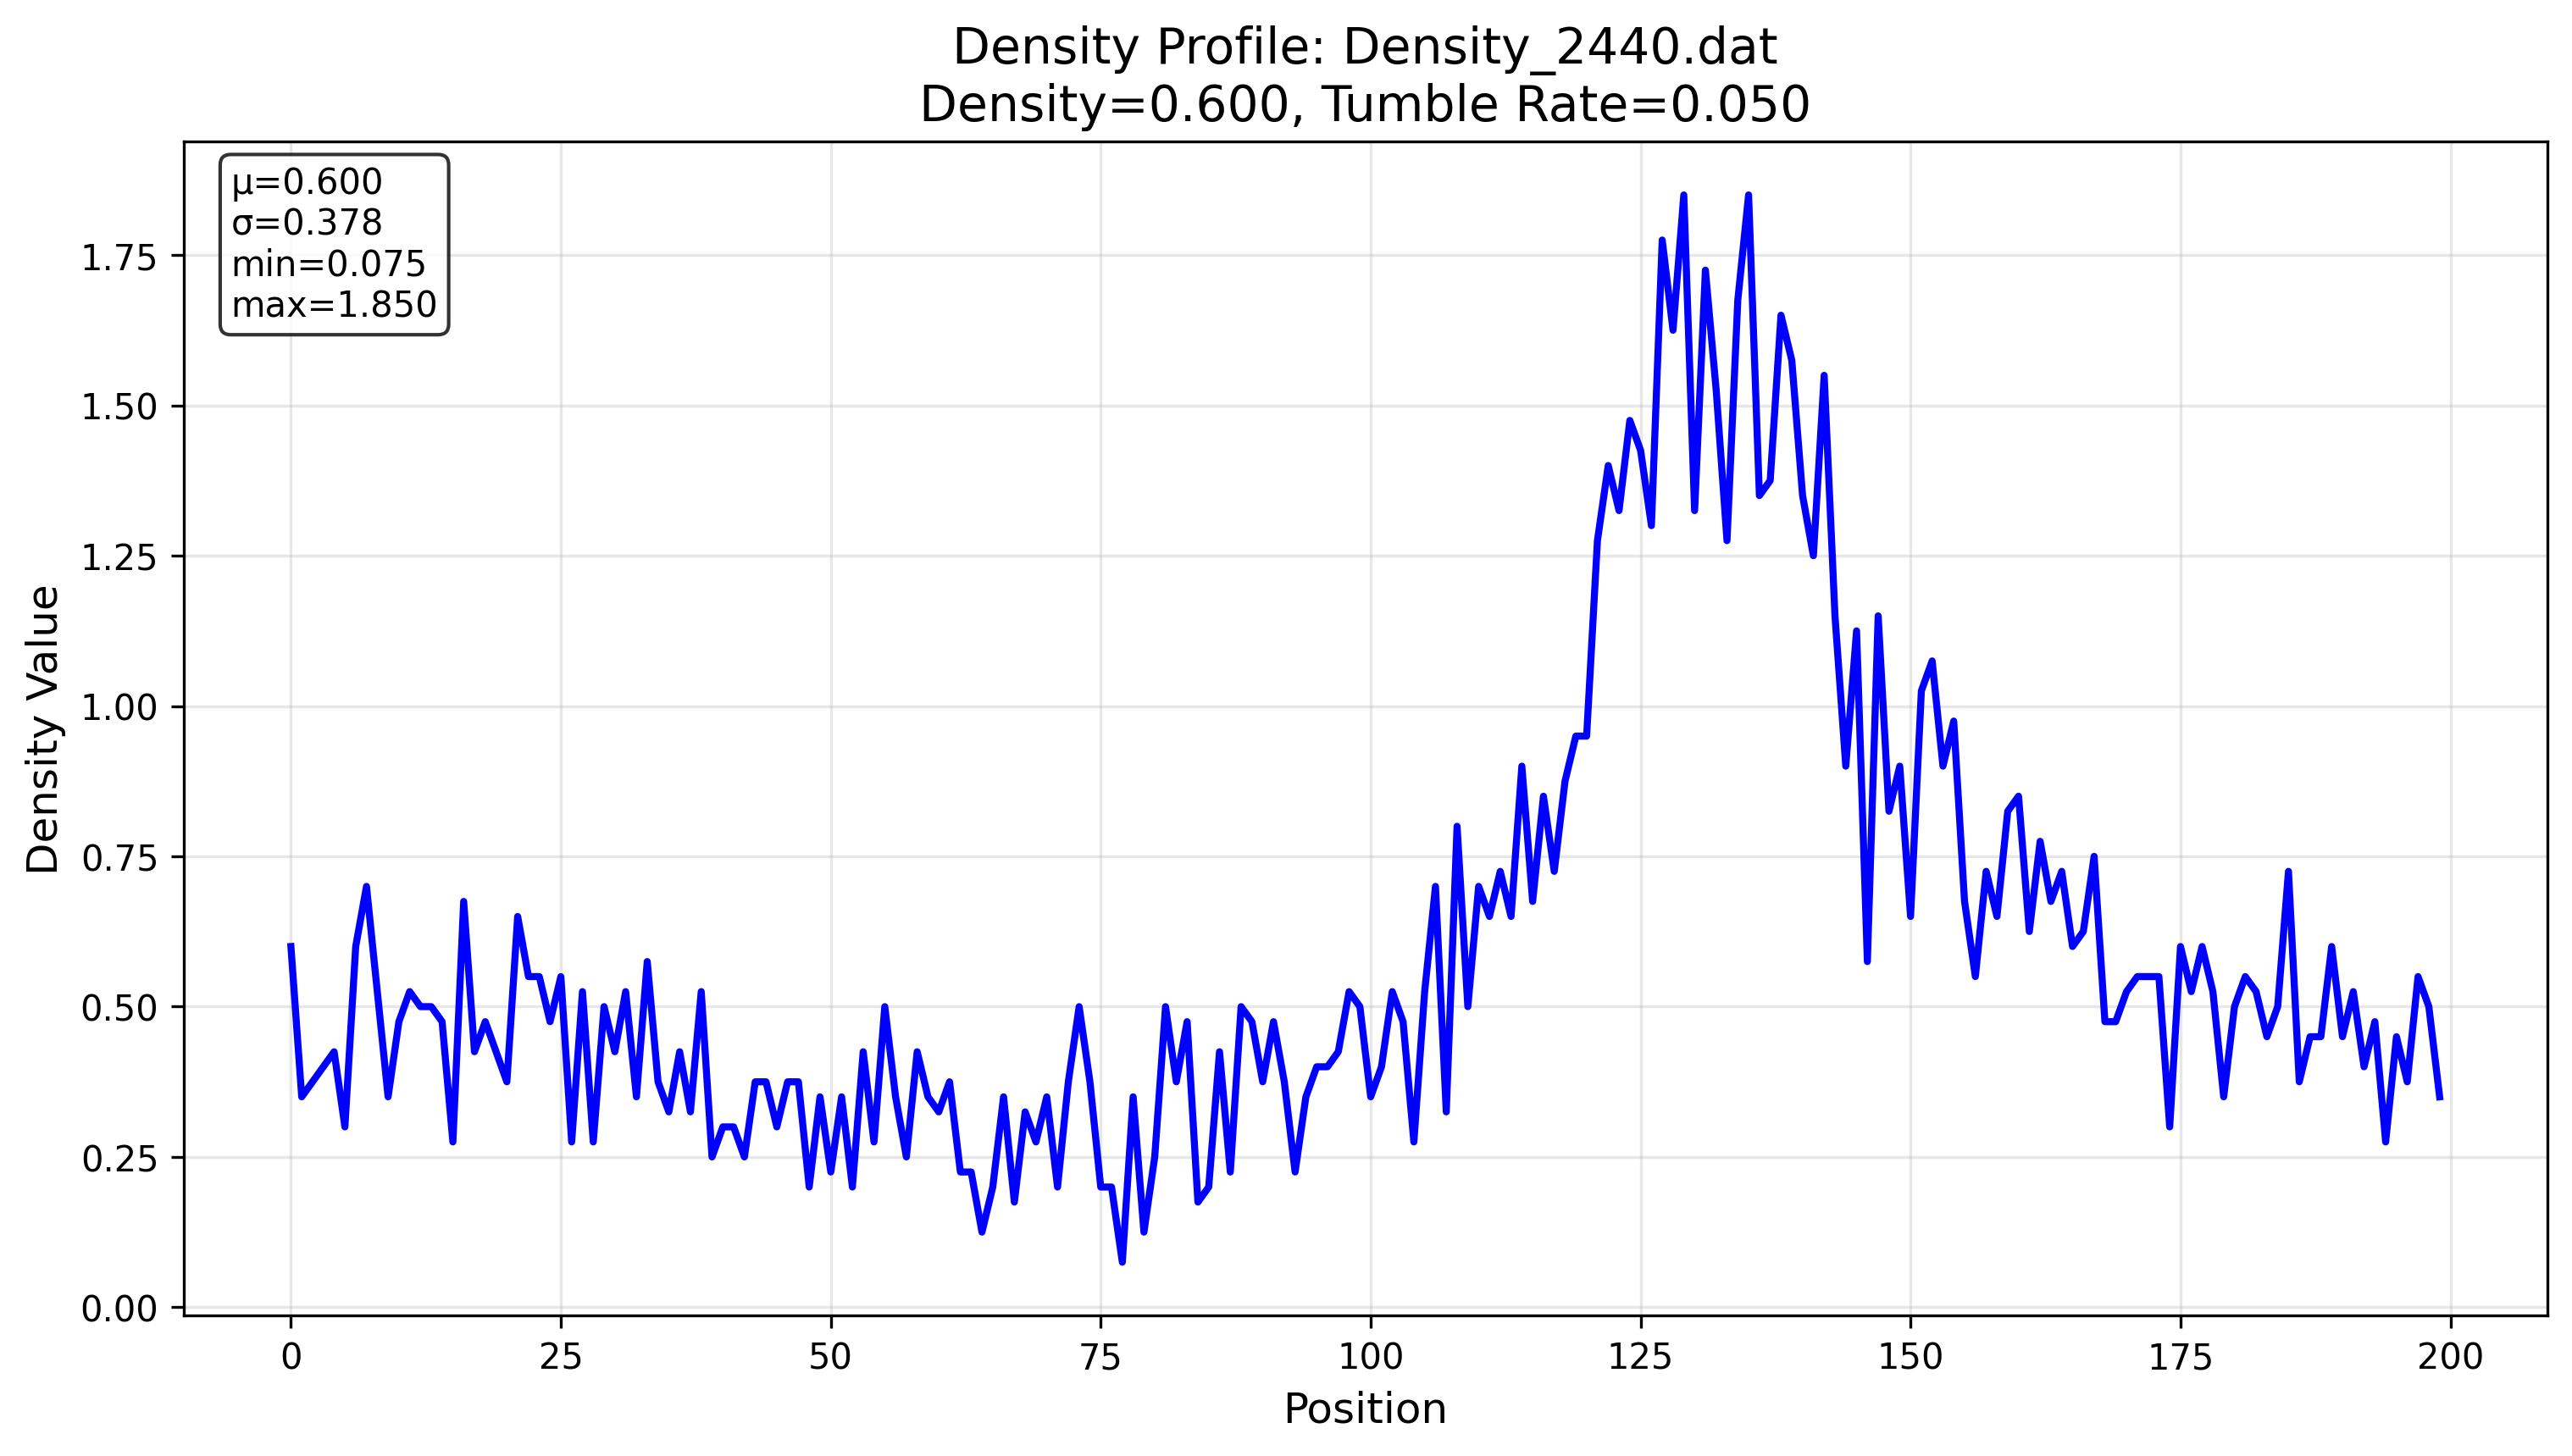 Density Profile: Density_2440.dat
Density=0.600, Tumble Rate=0.050
μ=0.600
σ=0.378
min=0.075
max=1.850
1.75
1.50
1.25
1.00
0.75
0.50
0.25
0.00
Density Value
0 25 50 75 100 125 150 175 200
Position